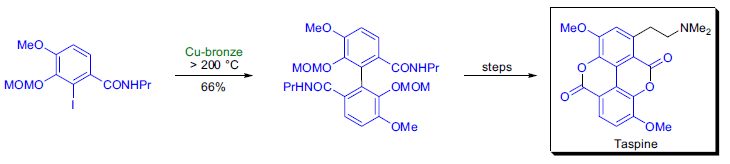 MeO
MOMO
I
CONHPr
Cu-bronze
> 200 °C
66%
MeO
MOMO
CONHPr
PrHNOC
OMOM
OMe
steps
MeO
NMe2
O
O
O
O
OMe
Taspine